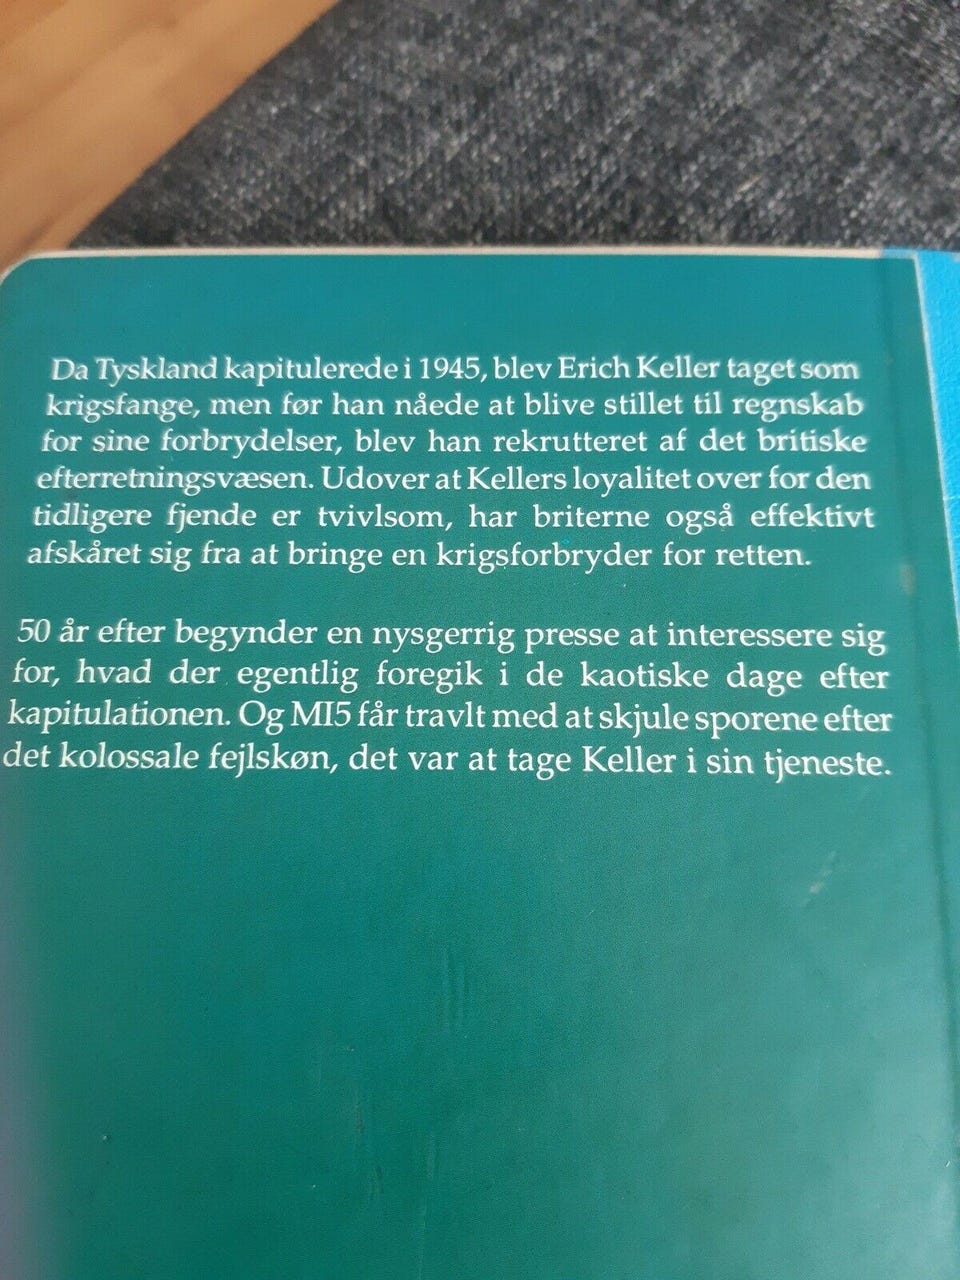 Da Tyskland kapitulerede i 1945, blev Erich Keller taget som
krigsfange, men før han nåede at blive stillet til regnskab
for sine forbrydelser, blev han rekrutteret af det britiske
efterretningsvæsen. Udover at Kellers loyalitet over for den
tidligere fjende er tvivlsom, har briterne også effektivt
afskåret sig fra at bringe en krigsforbryder for retten.
50 år efter begynder en nysgerrig presse at interessere sig
for, hvad der egentlig foregik i de kaotiske dage efter
kapitulationen. Og MI5 får travlt med at skjule sporene efter
det kolossale fejlskøn, det var at tage Keller i sin tjeneste.